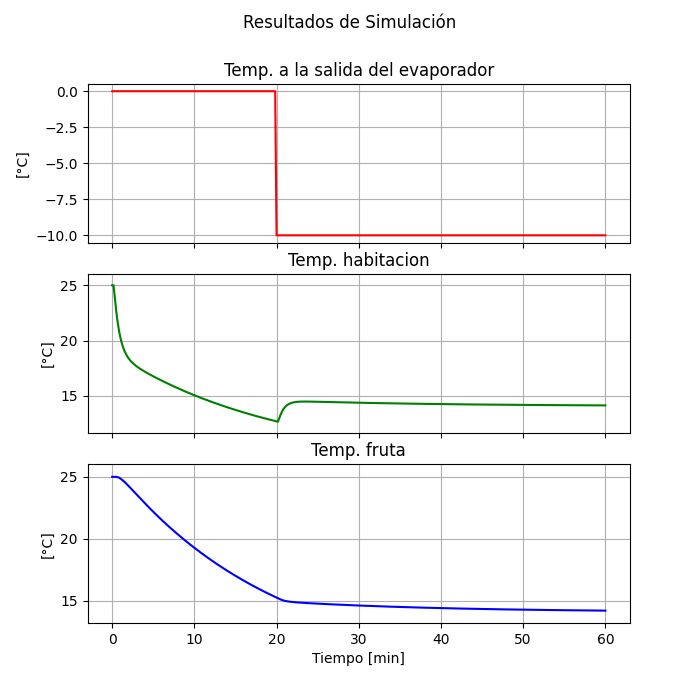 Resultados de Simulación
Temp. a la salida del evaporador
0.0
−2.5
−5.0
−7.5
−10.0
[°C]
Temp. habitacion
25
20
15
[°C]
Temp. fruta
25
20
15
[°C]
0 10 20 30 40 50 60
Tiempo [min]